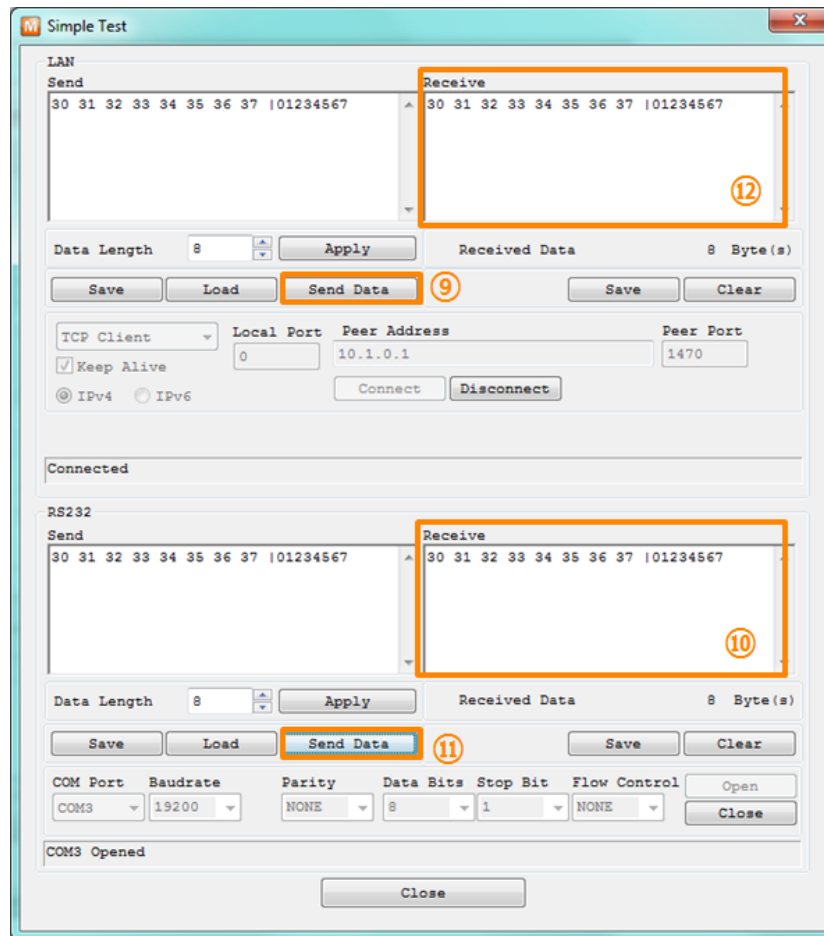 M Simple Test
LAN
Send Receive
30 31 32 33 34 35 36 37 |01234567 30 31 32 33 34 35 36 37 |01234567
⑫
Data Length 8 Apply Received Data 8 Byte(s)
Save Load Send Data ⑨ Save Clear
TCP Client Local Port Peer Address Peer Port
0 10.1.0.1 1470
Keep Alive
IPv4 IPv6 Connect Disconnect
Connected
RS232
Send Receive
30 31 32 33 34 35 36 37 |01234567 30 31 32 33 34 35 36 37 |01234567
⑩
Data Length 8 Apply Received Data 8 Byte(s)
Save Load Send Data ⑪ Save Clear
COM Port Baudrate Parity Data Bits Stop Bit Flow Control Open
COM3 19200 NONE 8 1 NONE Close
COM3 Opened
Close